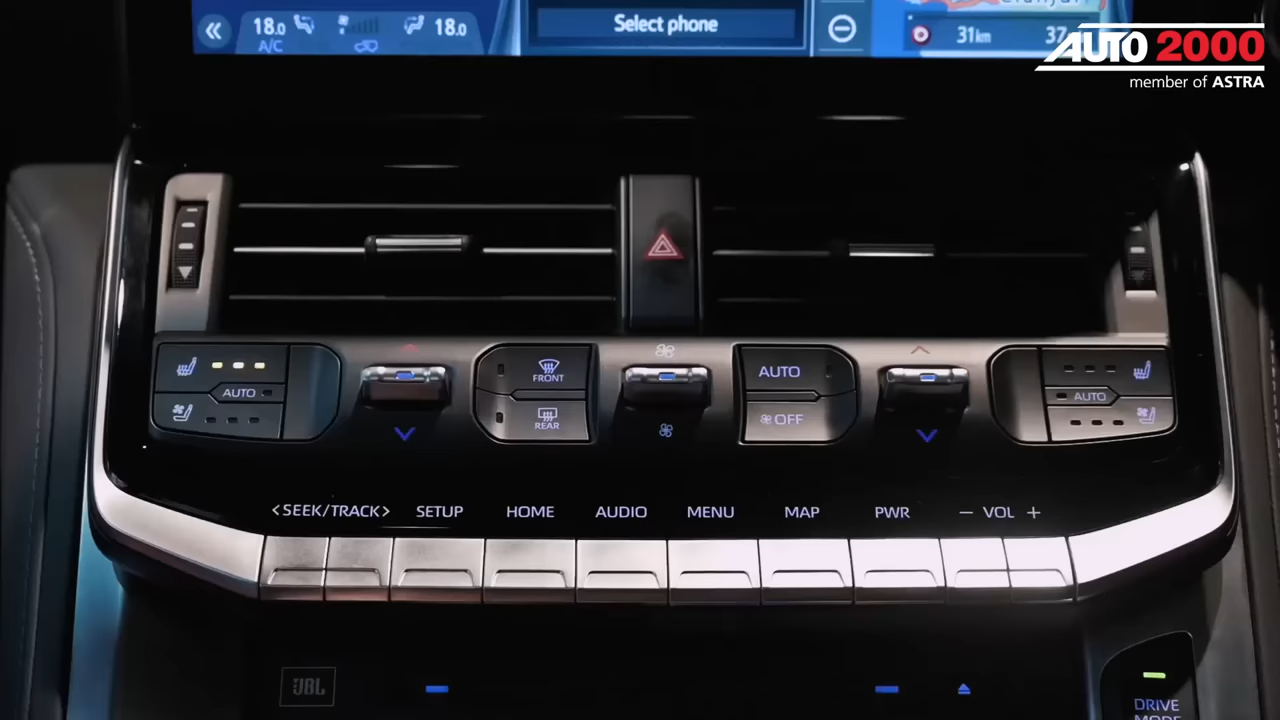 18.0
18.0
A/C
Select phone
31km
AUTO 2000
member of ASTRA
AUTO
FRONT
REAR
AUTO
OFF
AUTO
<SEEK/TRACK>
SETUP
HOME
AUDIO
MENU
MAP
PWR
− VOL +
JBL
DRIVE
MODE